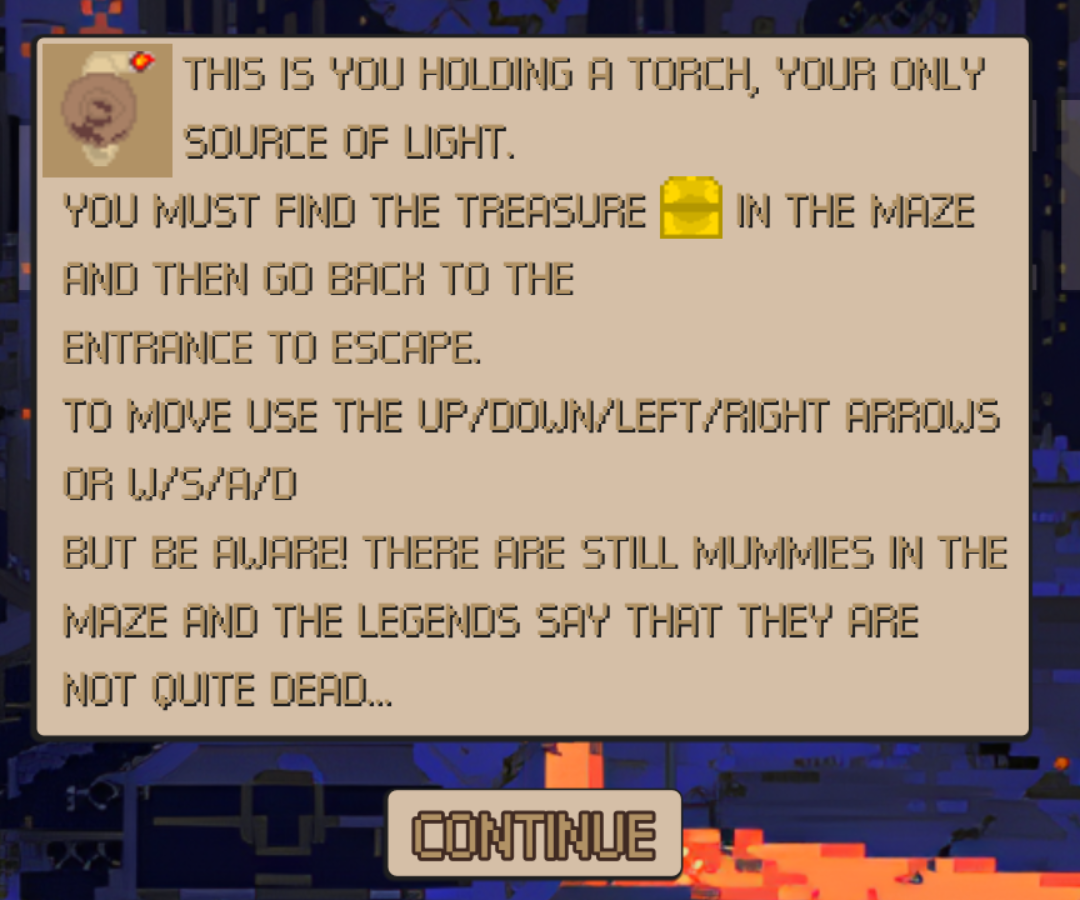 THIS IS YOU HOLDING A TORCH, YOUR ONLY
SOURCE OF LIGHT.
YOU MUST FIND THE TREASURE IN THE MAZE
AND THEN GO BACK TO THE
ENTRANCE TO ESCAPE.
TO MOVE USE THE UP/DOWN/LEFT/RIGHT ARROWS
OR W/S/A/D
BUT BE AWARE! THERE ARE STILL MUMMIES IN THE
MAZE AND THE LEGENDS SAY THAT THEY ARE
NOT QUITE DEAD...
CONTINUE